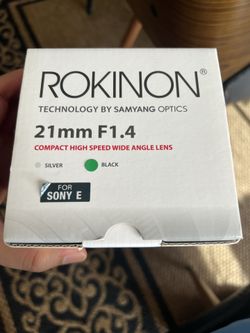 ROKINON®
TECHNOLOGY BY SAMYANG OPTICS
21mm F1.4
COMPACT HIGH SPEED WIDE ANGLE LENS
SILVER BLACK
FOR
SONY E